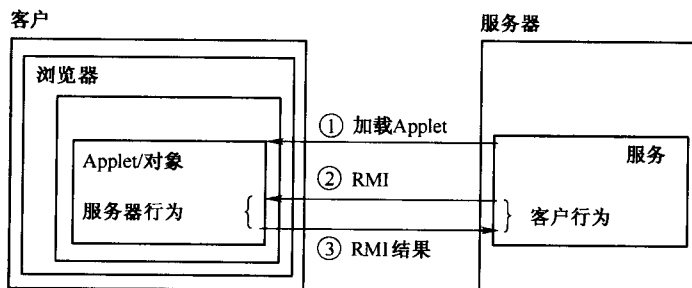 客户
服务器
浏览器
① 加载Applet
Applet/对象
服务
② RMI
服务器行为
客户行为
③ RMI结果